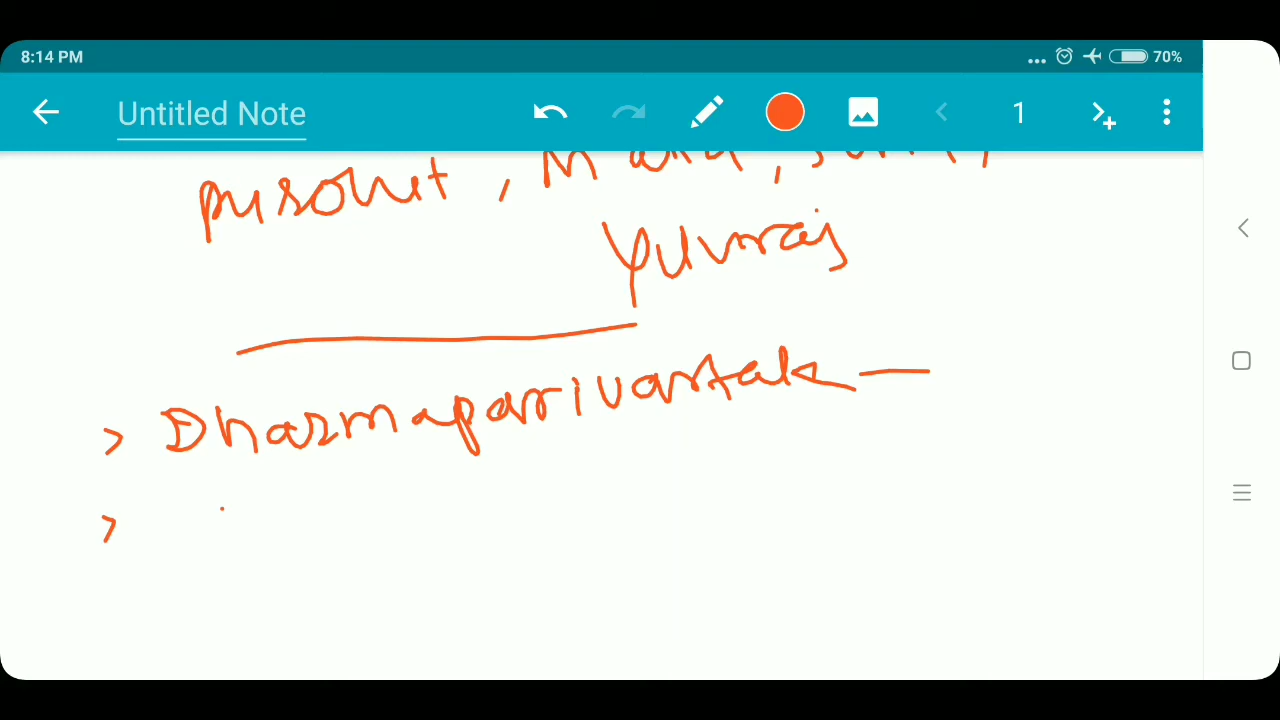 8:14 PM ... 70%
Untitled Note 1
purohit,
Yuvraj
> Dharmaparivartak —
>